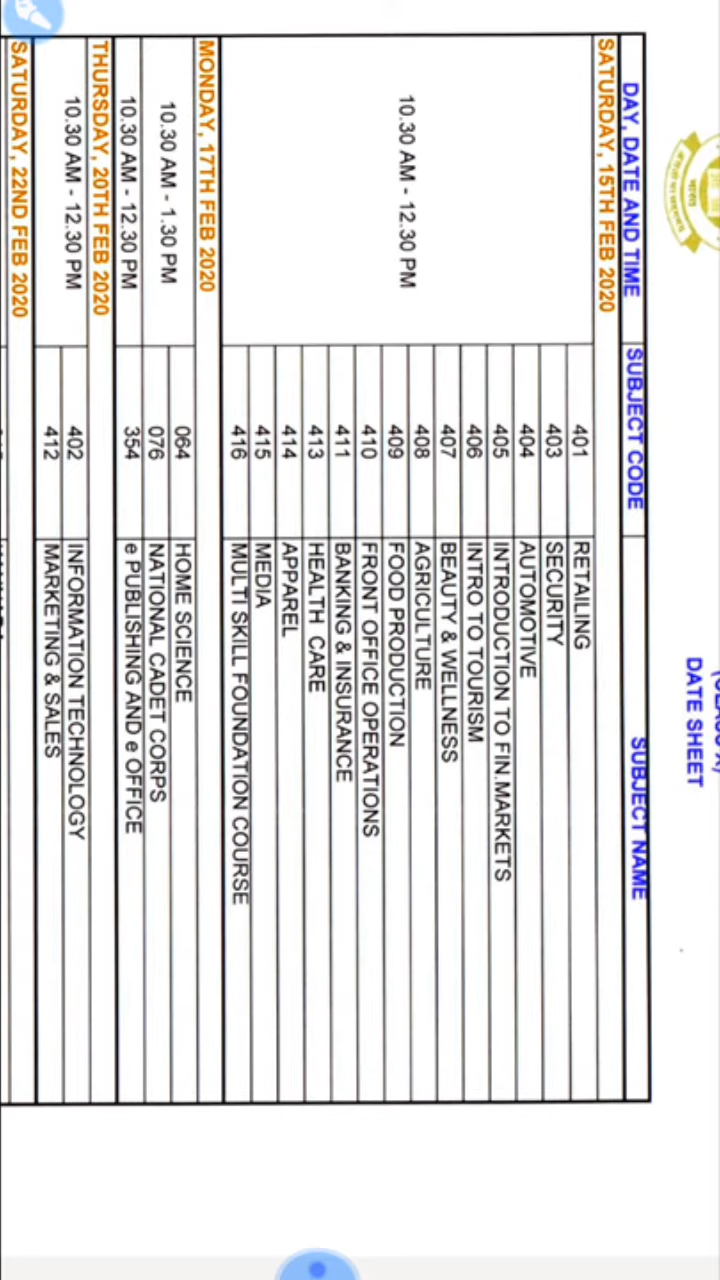 DATE SHEET
DAY, DATE AND TIME SUBJECT CODE SUBJECT NAME
SATURDAY, 15TH FEB 2020
10.30 AM - 12.30 PM
401 RETAILING
403 SECURITY
404 AUTOMOTIVE
405 INTRODUCTION TO FIN.MARKETS
406 INTRO TO TOURISM
407 BEAUTY & WELLNESS
408 AGRICULTURE
409 FOOD PRODUCTION
410 FRONT OFFICE OPERATIONS
411 BANKING & INSURANCE
413 HEALTH CARE
414 APPAREL
415 MEDIA
416 MULTI SKILL FOUNDATION COURSE
MONDAY, 17TH FEB 2020
10.30 AM - 1.30 PM
064 HOME SCIENCE
076 NATIONAL CADET CORPS
10.30 AM - 12.30 PM 354 e PUBLISHING AND e OFFICE
THURSDAY, 20TH FEB 2020
10.30 AM - 12.30 PM
402 INFORMATION TECHNOLOGY
412 MARKETING & SALES
SATURDAY, 22ND FEB 2020